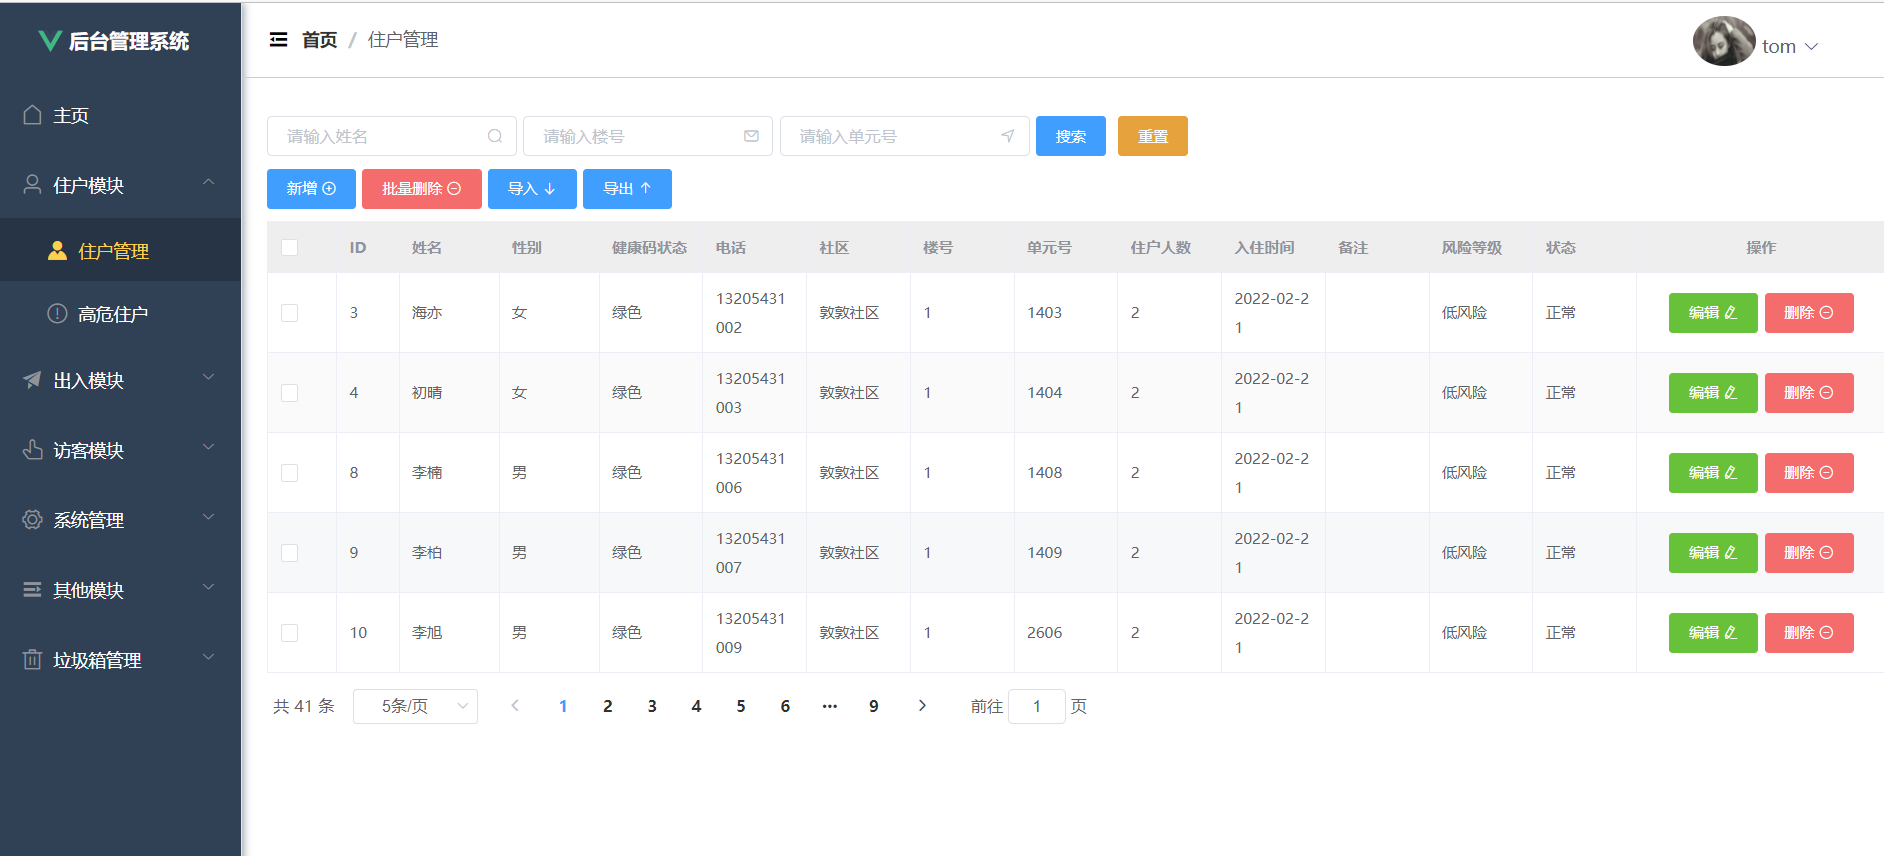 后台管理系统
首页 / 住户管理
tom
主页
住户模块
住户管理
高危住户
出入模块
访客模块
系统管理
其他模块
垃圾箱管理
请输入姓名 请输入楼号 请输入单元号 搜索 重置
新增 批量删除 导入 导出
ID 姓名 性别 健康码状态 电话 社区 楼号 单元号 住户人数 入住时间 备注 风险等级 状态 操作
3 海亦 女 绿色 13205431002 敦敦社区 1 1403 2 2022-02-21 低风险 正常 编辑 删除
4 初晴 女 绿色 13205431003 敦敦社区 1 1404 2 2022-02-21 低风险 正常 编辑 删除
8 李楠 男 绿色 13205431006 敦敦社区 1 1408 2 2022-02-21 低风险 正常 编辑 删除
9 李柏 男 绿色 13205431007 敦敦社区 1 1409 2 2022-02-21 低风险 正常 编辑 删除
10 李旭 男 绿色 13205431009 敦敦社区 1 2606 2 2022-02-21 低风险 正常 编辑 删除
共 41 条 5条/页 1 2 3 4 5 6 ••• 9 前往 1 页